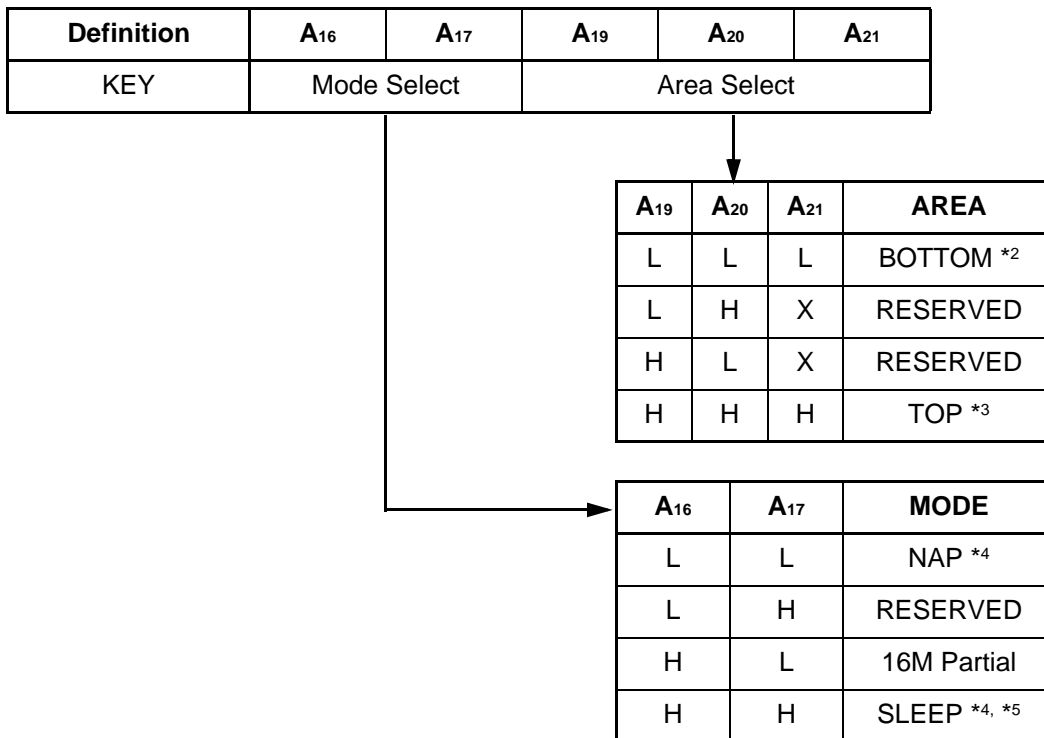 Definition A16 A17 A19 A20 A21
KEY Mode Select Area Select
A19 A20 A21 AREA
L L L BOTTOM *2
L H X RESERVED
H L X RESERVED
H H H TOP *3
A16 A17 MODE
L L NAP *4
L H RESERVED
H L 16M Partial
H H SLEEP *4, *5